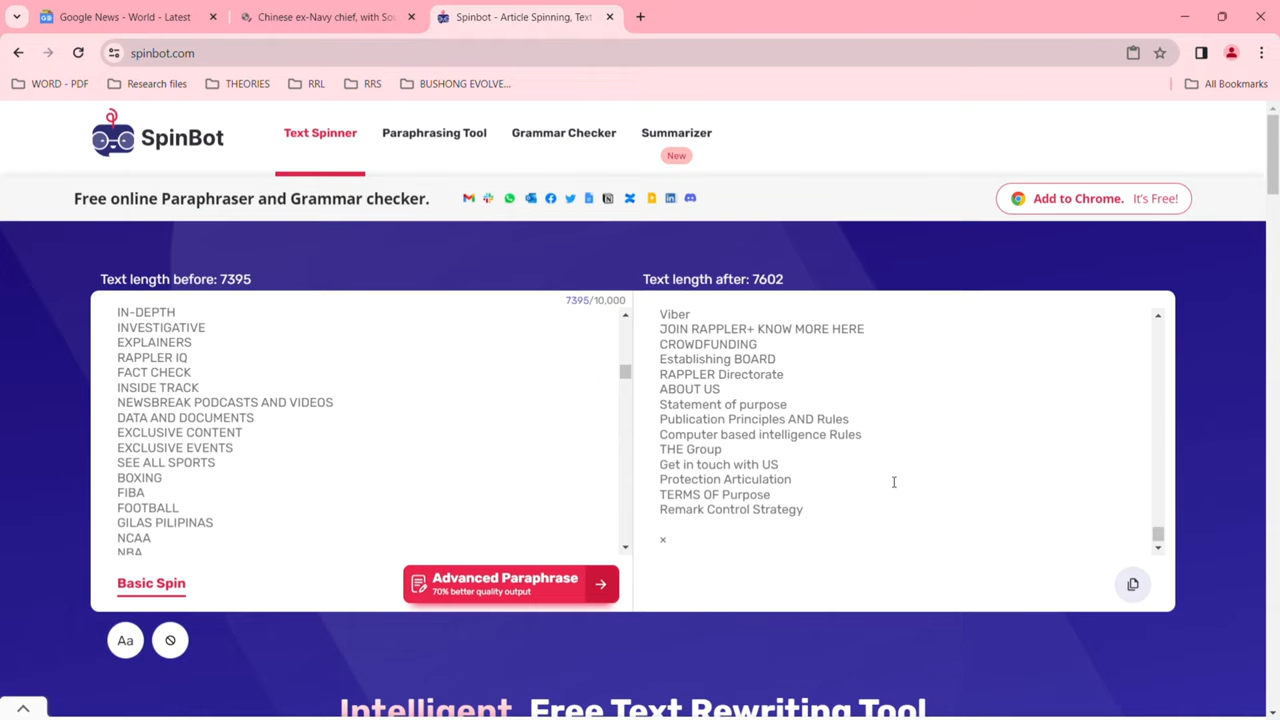 Google News - World - Latest
Chinese ex-Navy chief, with Sou
Spinbot - Article Spinning, Text
spinbot.com
WORD - PDF
Research files
THEORIES
RRL
RRS
BUSHONG EVOLVE...
All Bookmarks
SpinBot
Text Spinner
Paraphrasing Tool
Grammar Checker
Summarizer
New
Free online Paraphraser and Grammar checker.
Add to Chrome. It's Free!
Text length before: 7395
Text length after: 7602
7395/10,000
IN-DEPTH
INVESTIGATIVE
EXPLAINERS
RAPPLER IQ
FACT CHECK
INSIDE TRACK
NEWSBREAK PODCASTS AND VIDEOS
DATA AND DOCUMENTS
EXCLUSIVE CONTENT
EXCLUSIVE EVENTS
SEE ALL SPORTS
BOXING
FIBA
FOOTBALL
GILAS PILIPINAS
NCAA
NBA
Viber
JOIN RAPPLER+ KNOW MORE HERE
CROWDFUNDING
Establishing BOARD
RAPPLER Directorate
ABOUT US
Statement of purpose
Publication Principles AND Rules
Computer based intelligence Rules
THE Group
Get in touch with US
Protection Articulation
TERMS OF Purpose
Remark Control Strategy
×
Basic Spin
Advanced Paraphrase
70% better quality output
Aa
Intelligent, Free Text Rewriting Tool